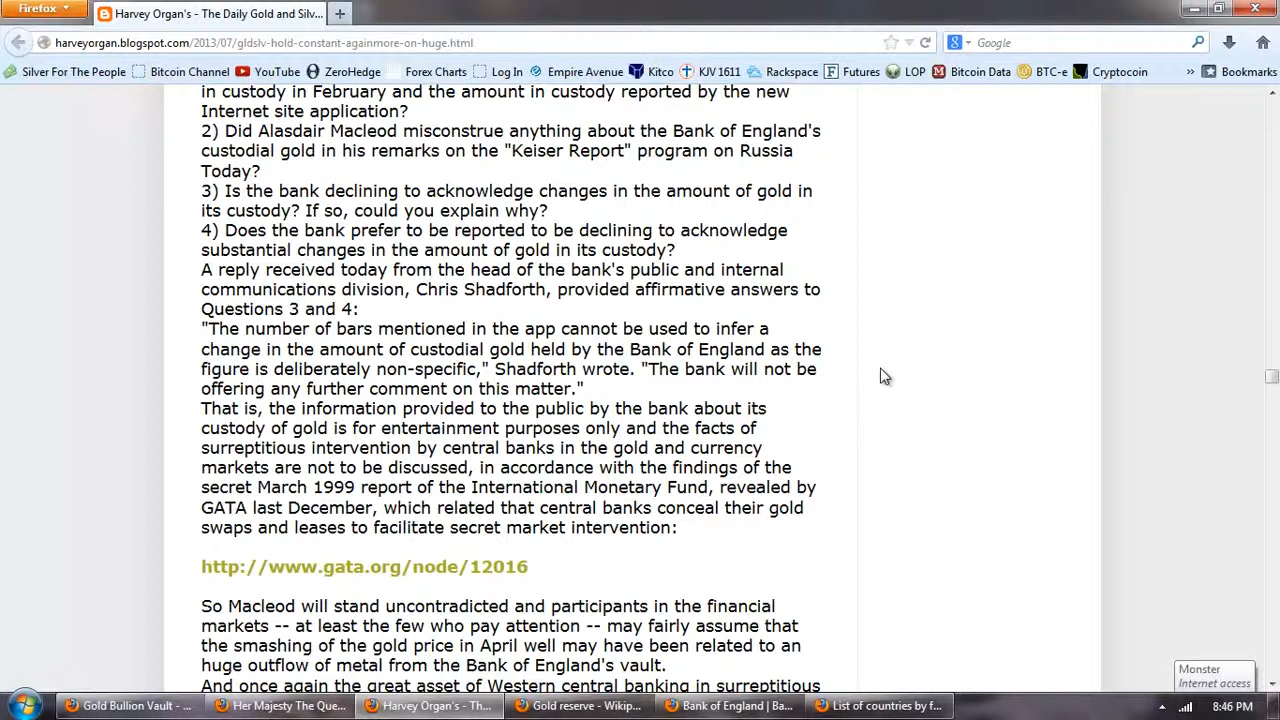 Firefox
Harvey Organ's - The Daily Gold and Silv...
harveyorgan.blogspot.com/2013/07/gldslv-hold-constant-againmore-on-huge.html
Google
Silver For The People
Bitcoin Channel
YouTube
ZeroHedge
Forex Charts
Log In
Empire Avenue
Kitco
KJV 1611
Rackspace
Futures
LOP
Bitcoin Data
BTC-e
Cryptocoin
Bookmarks
in custody in February and the amount in custody reported by the new
Internet site application?
2) Did Alasdair Macleod misconstrue anything about the Bank of England's
custodial gold in his remarks on the "Keiser Report" program on Russia
Today?
3) Is the bank declining to acknowledge changes in the amount of gold in
its custody? If so, could you explain why?
4) Does the bank prefer to be reported to be declining to acknowledge
substantial changes in the amount of gold in its custody?
A reply received today from the head of the bank's public and internal
communications division, Chris Shadforth, provided affirmative answers to
Questions 3 and 4:
"The number of bars mentioned in the app cannot be used to infer a
change in the amount of custodial gold held by the Bank of England as the
figure is deliberately non-specific," Shadforth wrote. "The bank will not be
offering any further comment on this matter."
That is, the information provided to the public by the bank about its
custody of gold is for entertainment purposes only and the facts of
surreptitious intervention by central banks in the gold and currency
markets are not to be discussed, in accordance with the findings of the
secret March 1999 report of the International Monetary Fund, revealed by
GATA last December, which related that central banks conceal their gold
swaps and leases to facilitate secret market intervention:
http://www.gata.org/node/12016
So Macleod will stand uncontradicted and participants in the financial
markets -- at least the few who pay attention -- may fairly assume that
the smashing of the gold price in April well may have been related to an
huge outflow of metal from the Bank of England's vault.
And once again the great asset of Western central banking in surreptitious
Monster
Internet access
Gold Bullion Vault - ...
Her Majesty The Que...
Harvey Organ's - Th...
Gold reserve - Wikip...
Bank of England | Ba...
List of countries by f...
8:46 PM